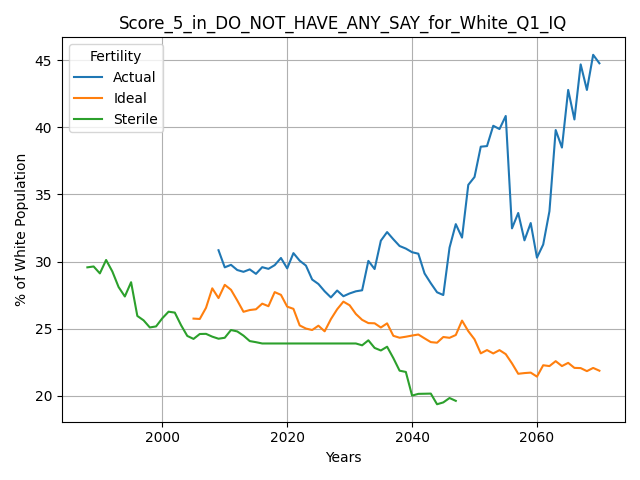 Score_5_in_DO_NOT_HAVE_ANY_SAY_for_White_Q1_IQ
Fertility
Actual
Ideal
Sterile
% of White Population
45
40
35
30
25
20
2000
2020
2040
2060
Years